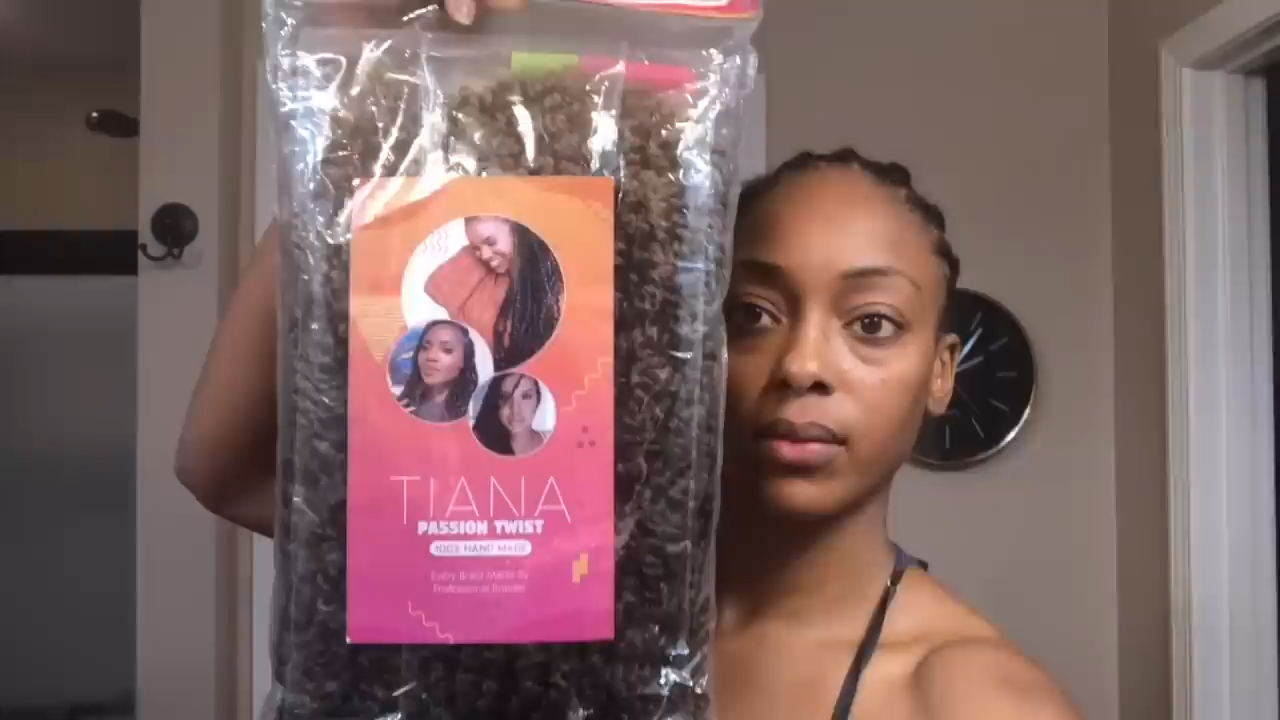 TIANA
PASSION TWIST
100% HAND MADE
Every Braid Made By
Professional Braider